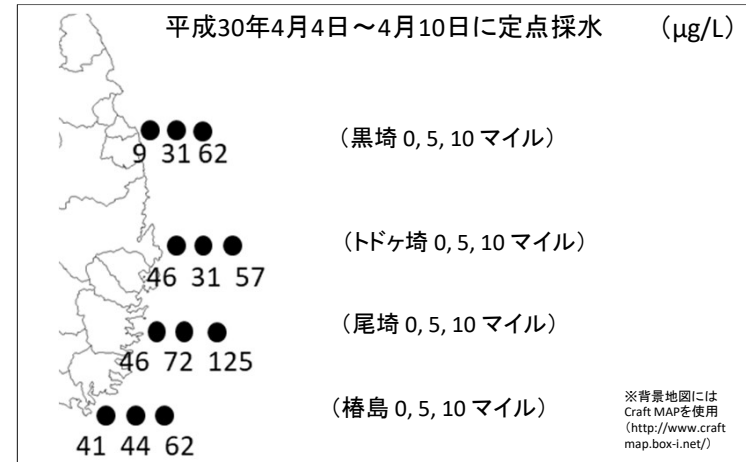 平成30年4月4日～4月10日に定点採水 (μg/L)
9 31 62 （黒埼 0, 5, 10 マイル）
46 31 57 （トドヶ埼 0, 5, 10 マイル）
46 72 125 （尾埼 0, 5, 10 マイル）
41 44 62 （椿島 0, 5, 10 マイル）
※背景地図には
Craft MAPを使用
（http://www.craft
map.box-i.net/）